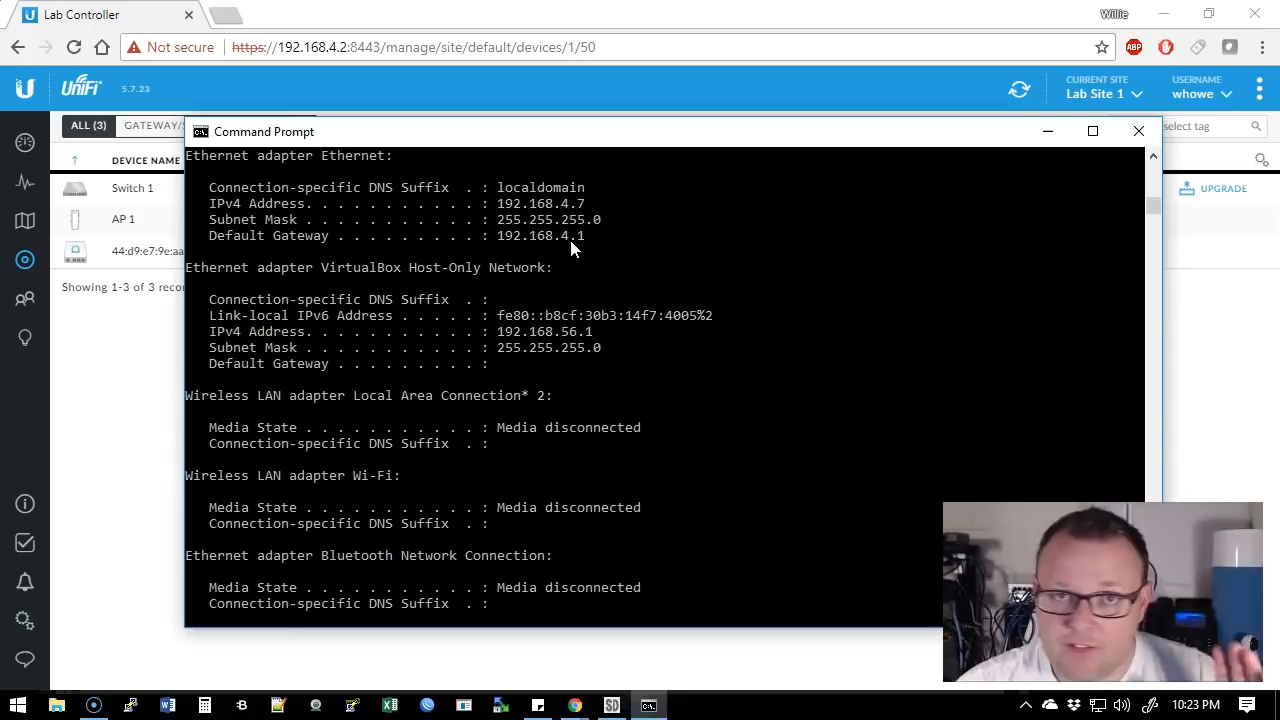 Lab Controller
Willie
Not secure
https://192.168.4.2:8443/manage/site/default/devices/1/50
ABP
UniFi
5.7.23
CURRENT SITE
Lab Site 1
USERNAME
whowe
ALL (3)
GATEWAY/
select tag
DEVICE NAME
Switch 1
AP 1
44:d9:e7:9e:aa
UPGRADE
Command Prompt
Ethernet adapter Ethernet:
Connection-specific DNS Suffix . : localdomain
IPv4 Address. . . . . . . . . . . : 192.168.4.7
Subnet Mask . . . . . . . . . . . : 255.255.255.0
Default Gateway . . . . . . . . . : 192.168.4.1
Ethernet adapter VirtualBox Host-Only Network:
Connection-specific DNS Suffix . :
Link-local IPv6 Address . . . . . : fe80::b8cf:30b3:14f7:4005%2
IPv4 Address. . . . . . . . . . . : 192.168.56.1
Subnet Mask . . . . . . . . . . . : 255.255.255.0
Default Gateway . . . . . . . . . :
Wireless LAN adapter Local Area Connection* 2:
Media State . . . . . . . . . . . : Media disconnected
Connection-specific DNS Suffix . :
Wireless LAN adapter Wi-Fi:
Media State . . . . . . . . . . . : Media disconnected
Connection-specific DNS Suffix . :
Ethernet adapter Bluetooth Network Connection:
Media State . . . . . . . . . . . : Media disconnected
Connection-specific DNS Suffix . :
Showing 1-3 of 3 recor
10:23 PM